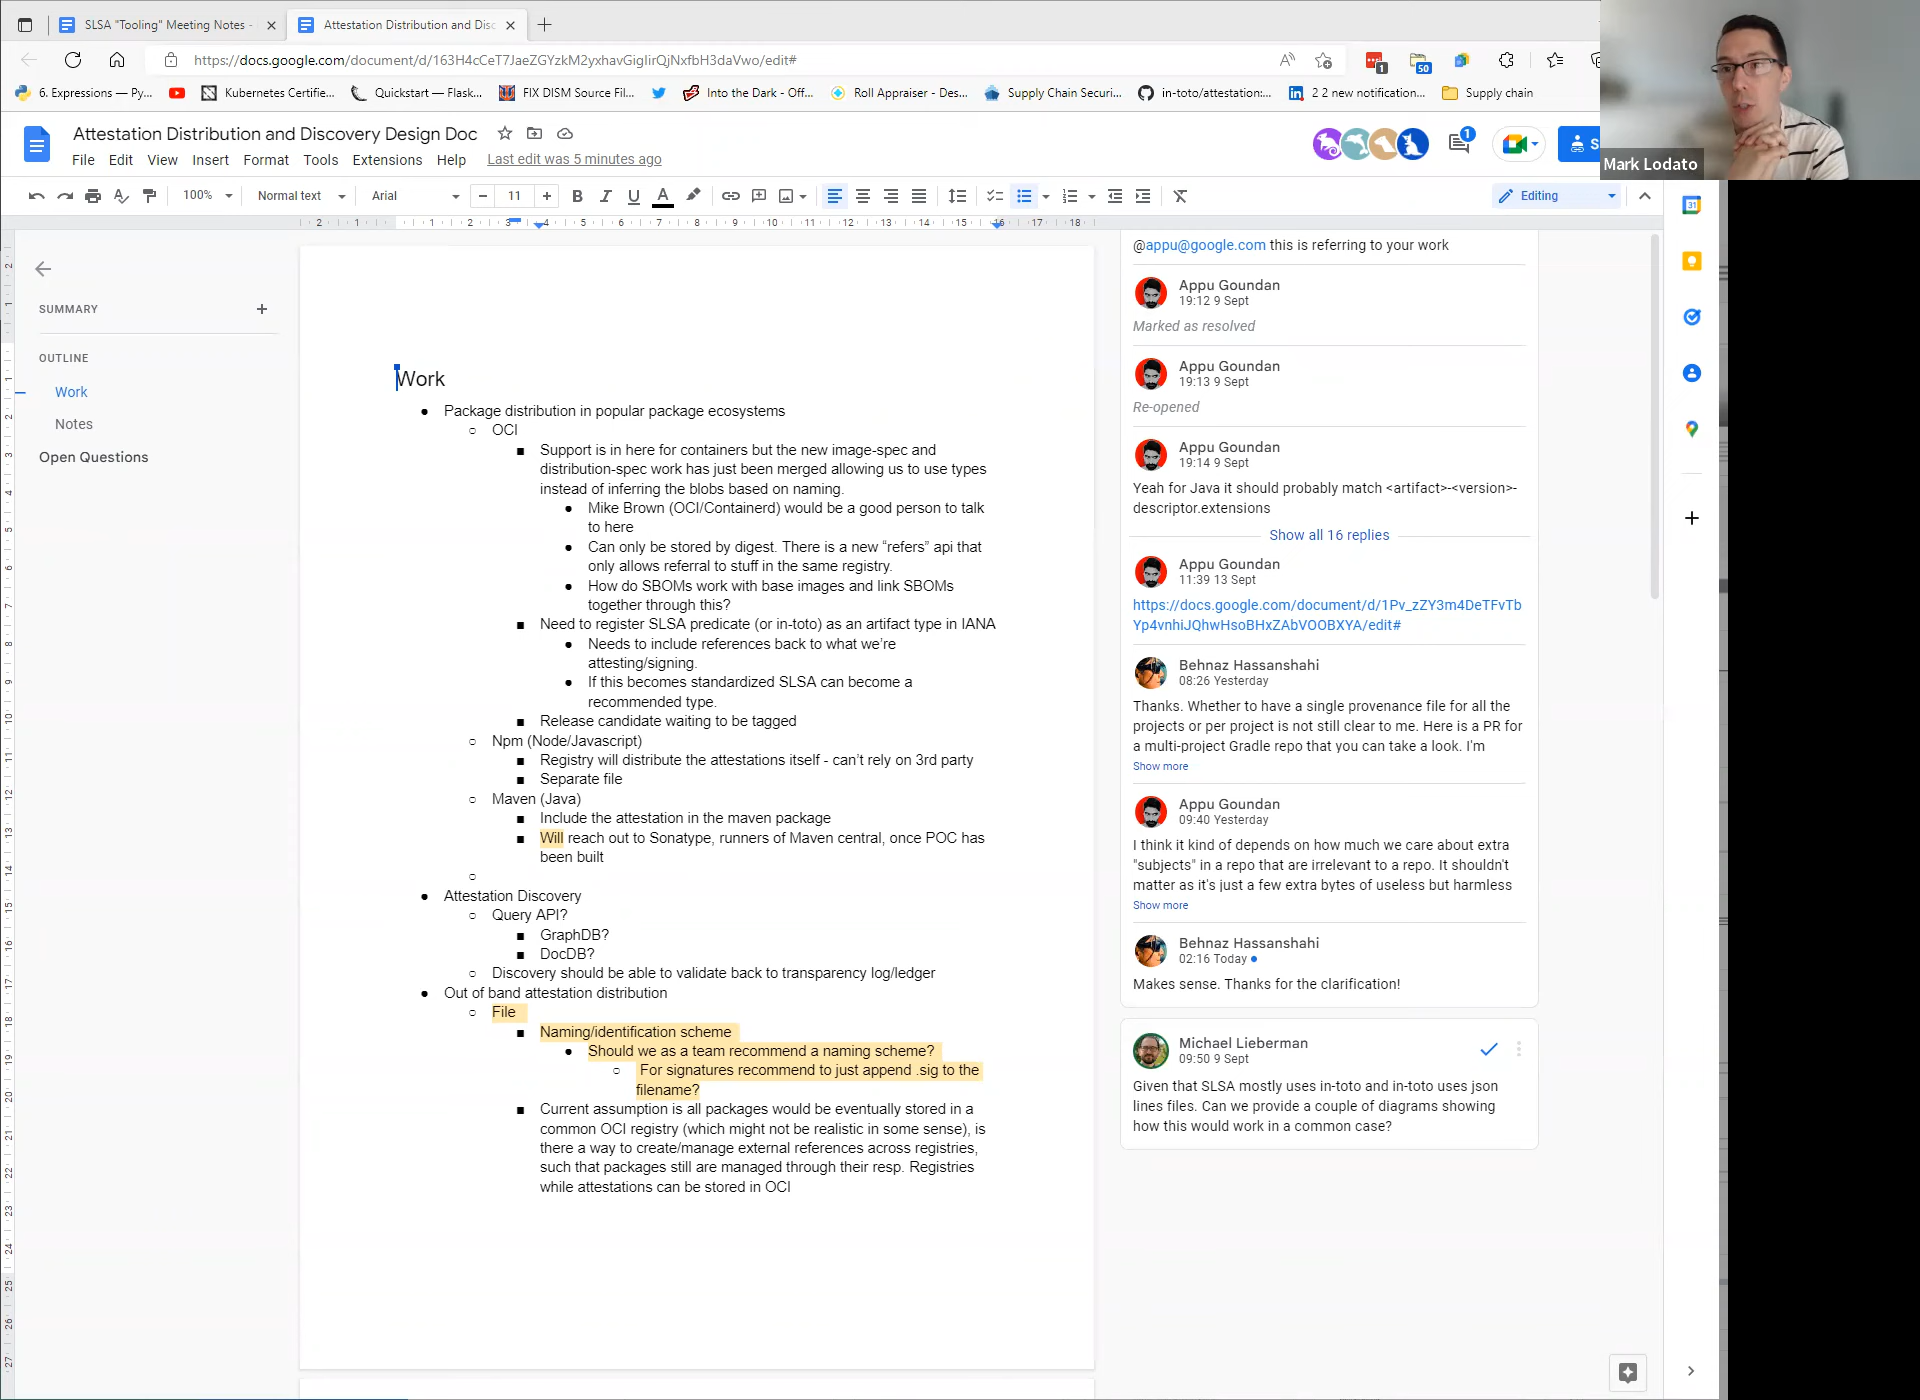 SLSA "Tooling" Meeting Notes -
Attestation Distribution and Disc
https://docs.google.com/document/d/163H4cCeT7JaeZGYzkM2yxhavGigIirQjNxfbH3daVwo/edit#
1
50
6. Expressions — Py...
Kubernetes Certifie...
Quickstart — Flask...
FIX DISM Source Fil...
Into the Dark - Off...
Roll Appraiser - Des...
Supply Chain Securi...
in-toto/attestation:...
2 2 new notification...
Supply chain
Attestation Distribution and Discovery Design Doc
1
S
File Edit View Insert Format Tools Extensions Help Last edit was 5 minutes ago
Mark Lodato
100% Normal text Arial 11 B I U A Editing
2 1 1 2 3 4 5 6 7 8 9 10 11 12 13 14 15 16 17 18
SUMMARY
OUTLINE
Work
Notes
Open Questions
Work
● Package distribution in popular package ecosystems
○ OCI
■ Support is in here for containers but the new image-spec and
distribution-spec work has just been merged allowing us to use types
instead of inferring the blobs based on naming.
● Mike Brown (OCI/Containerd) would be a good person to talk
to here
● Can only be stored by digest. There is a new “refers” api that
only allows referral to stuff in the same registry.
● How do SBOMs work with base images and link SBOMs
together through this?
■ Need to register SLSA predicate (or in-toto) as an artifact type in IANA
● Needs to include references back to what we’re
attesting/signing.
● If this becomes standardized SLSA can become a
recommended type.
■ Release candidate waiting to be tagged
○ Npm (Node/Javascript)
■ Registry will distribute the attestations itself - can’t rely on 3rd party
■ Separate file
○ Maven (Java)
■ Include the attestation in the maven package
■ Will reach out to Sonatype, runners of Maven central, once POC has
been built
○
● Attestation Discovery
○ Query API?
■ GraphDB?
■ DocDB?
○ Discovery should be able to validate back to transparency log/ledger
● Out of band attestation distribution
○ File
■ Naming/identification scheme
● Should we as a team recommend a naming scheme?
○ For signatures recommend to just append .sig to the
filename?
■ Current assumption is all packages would be eventually stored in a
common OCI registry (which might not be realistic in some sense), is
there a way to create/manage external references across registries,
such that packages still are managed through their resp. Registries
while attestations can be stored in OCI
@appu@google.com this is referring to your work
Appu Goundan
19:12 9 Sept
Marked as resolved
Appu Goundan
19:13 9 Sept
Re-opened
Appu Goundan
19:14 9 Sept
Yeah for Java it should probably match <artifact>-<version>-
descriptor.extensions
Show all 16 replies
Appu Goundan
11:39 13 Sept
https://docs.google.com/document/d/1Pv_zZY3m4DeTFvTb
Yp4vnhiJQhwHsoBHxZAbVOOBXYA/edit#
Behnaz Hassanshahi
08:26 Yesterday
Thanks. Whether to have a single provenance file for all the
projects or per project is not still clear to me. Here is a PR for
a multi-project Gradle repo that you can take a look. I'm
Show more
Appu Goundan
09:40 Yesterday
I think it kind of depends on how much we care about extra
"subjects" in a repo that are irrelevant to a repo. It shouldn't
matter as it's just a few extra bytes of useless but harmless
Show more
Behnaz Hassanshahi
02:16 Today
Makes sense. Thanks for the clarification!
Michael Lieberman
09:50 9 Sept
Given that SLSA mostly uses in-toto and in-toto uses json
lines files. Can we provide a couple of diagrams showing
how this would work in a common case?
31